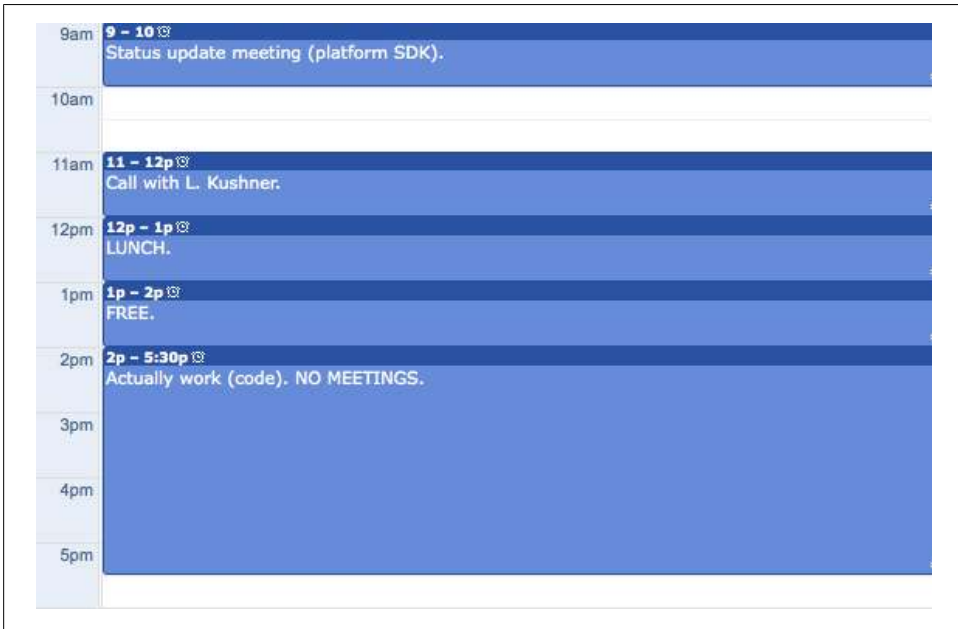 9am
9 – 10
Status update meeting (platform SDK).
10am
11am
11 – 12p
Call with L. Kushner.
12pm
12p – 1p
LUNCH.
1pm
1p – 2p
FREE.
2pm
2p – 5:30p
Actually work (code). NO MEETINGS.
3pm
4pm
5pm